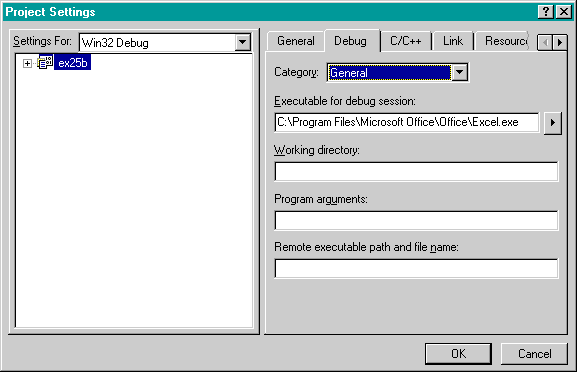 Project Settings
Settings For:
Win32 Debug
ex25b
General
Debug
C/C++
Link
Resourc
Category:
General
Executable for debug session:
C:\Program Files\Microsoft Office\Office\Excel.exe
Working directory:
Program arguments:
Remote executable path and file name:
OK
Cancel